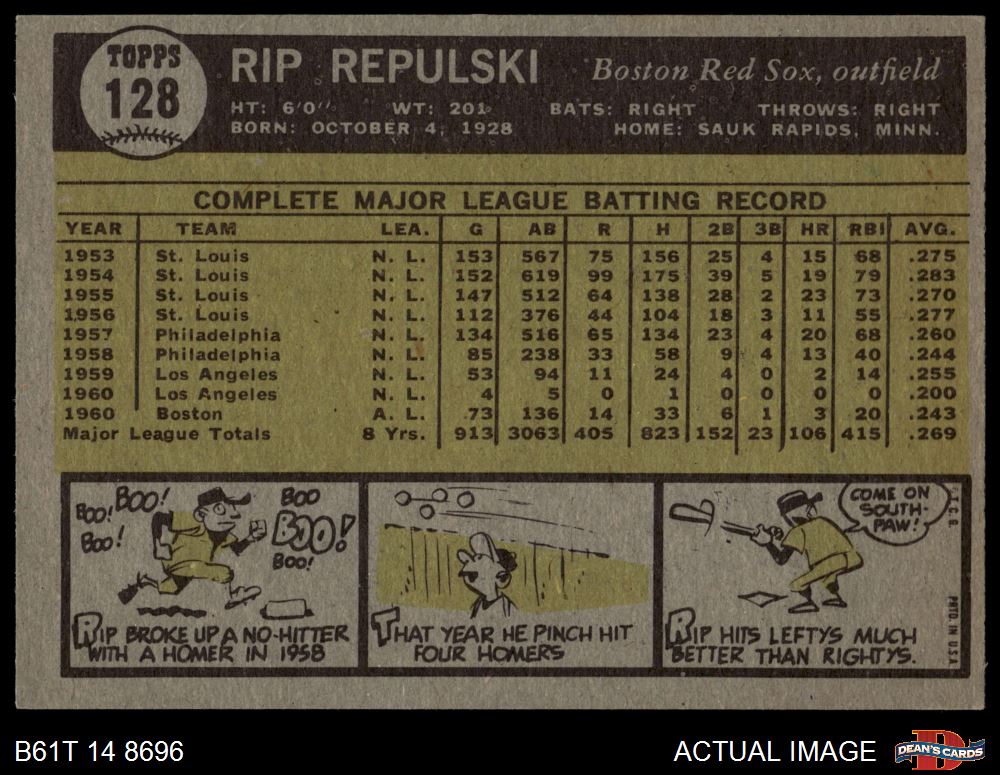 TOPPS
128
RIP REPULSKI Boston Red Sox, outfield
HT: 6'0" WT: 201 BATS: RIGHT THROWS: RIGHT
BORN: OCTOBER 4, 1928 HOME: SAUK RAPIDS, MINN.
COMPLETE MAJOR LEAGUE BATTING RECORD
YEAR TEAM LEA. G AB R H 2B 3B HR RBI AVG.
1953 St. Louis N. L. 153 567 75 156 25 4 15 68 .275
1954 St. Louis N. L. 152 619 99 175 39 5 19 79 .283
1955 St. Louis N. L. 147 512 64 138 28 2 23 73 .270
1956 St. Louis N. L. 112 376 44 104 18 3 11 55 .277
1957 Philadelphia N. L. 134 516 65 134 23 4 20 68 .260
1958 Philadelphia N. L. 85 238 33 58 9 4 13 40 .244
1959 Los Angeles N. L. 53 94 11 24 4 0 2 14 .255
1960 Los Angeles N. L. 4 5 0 1 0 0 0 0 .200
1960 Boston A. L. 73 136 14 33 6 1 3 20 .243
Major League Totals 8 Yrs. 913 3063 405 823 152 23 106 415 .269
BOO! BOO! BOO!
BOO BOO! BOO!
RIP BROKE UP A NO-HITTER
WITH A HOMER IN 1958
THAT YEAR HE PINCH HIT
FOUR HOMERS
COME ON
SOUTH-
PAW!
RIP HITS LEFTYS MUCH
BETTER THAN RIGHTYS.
T.C.G.
PRTD. IN U.S.A.
B61T 14 8696 ACTUAL IMAGE
DEAN'S CARDS